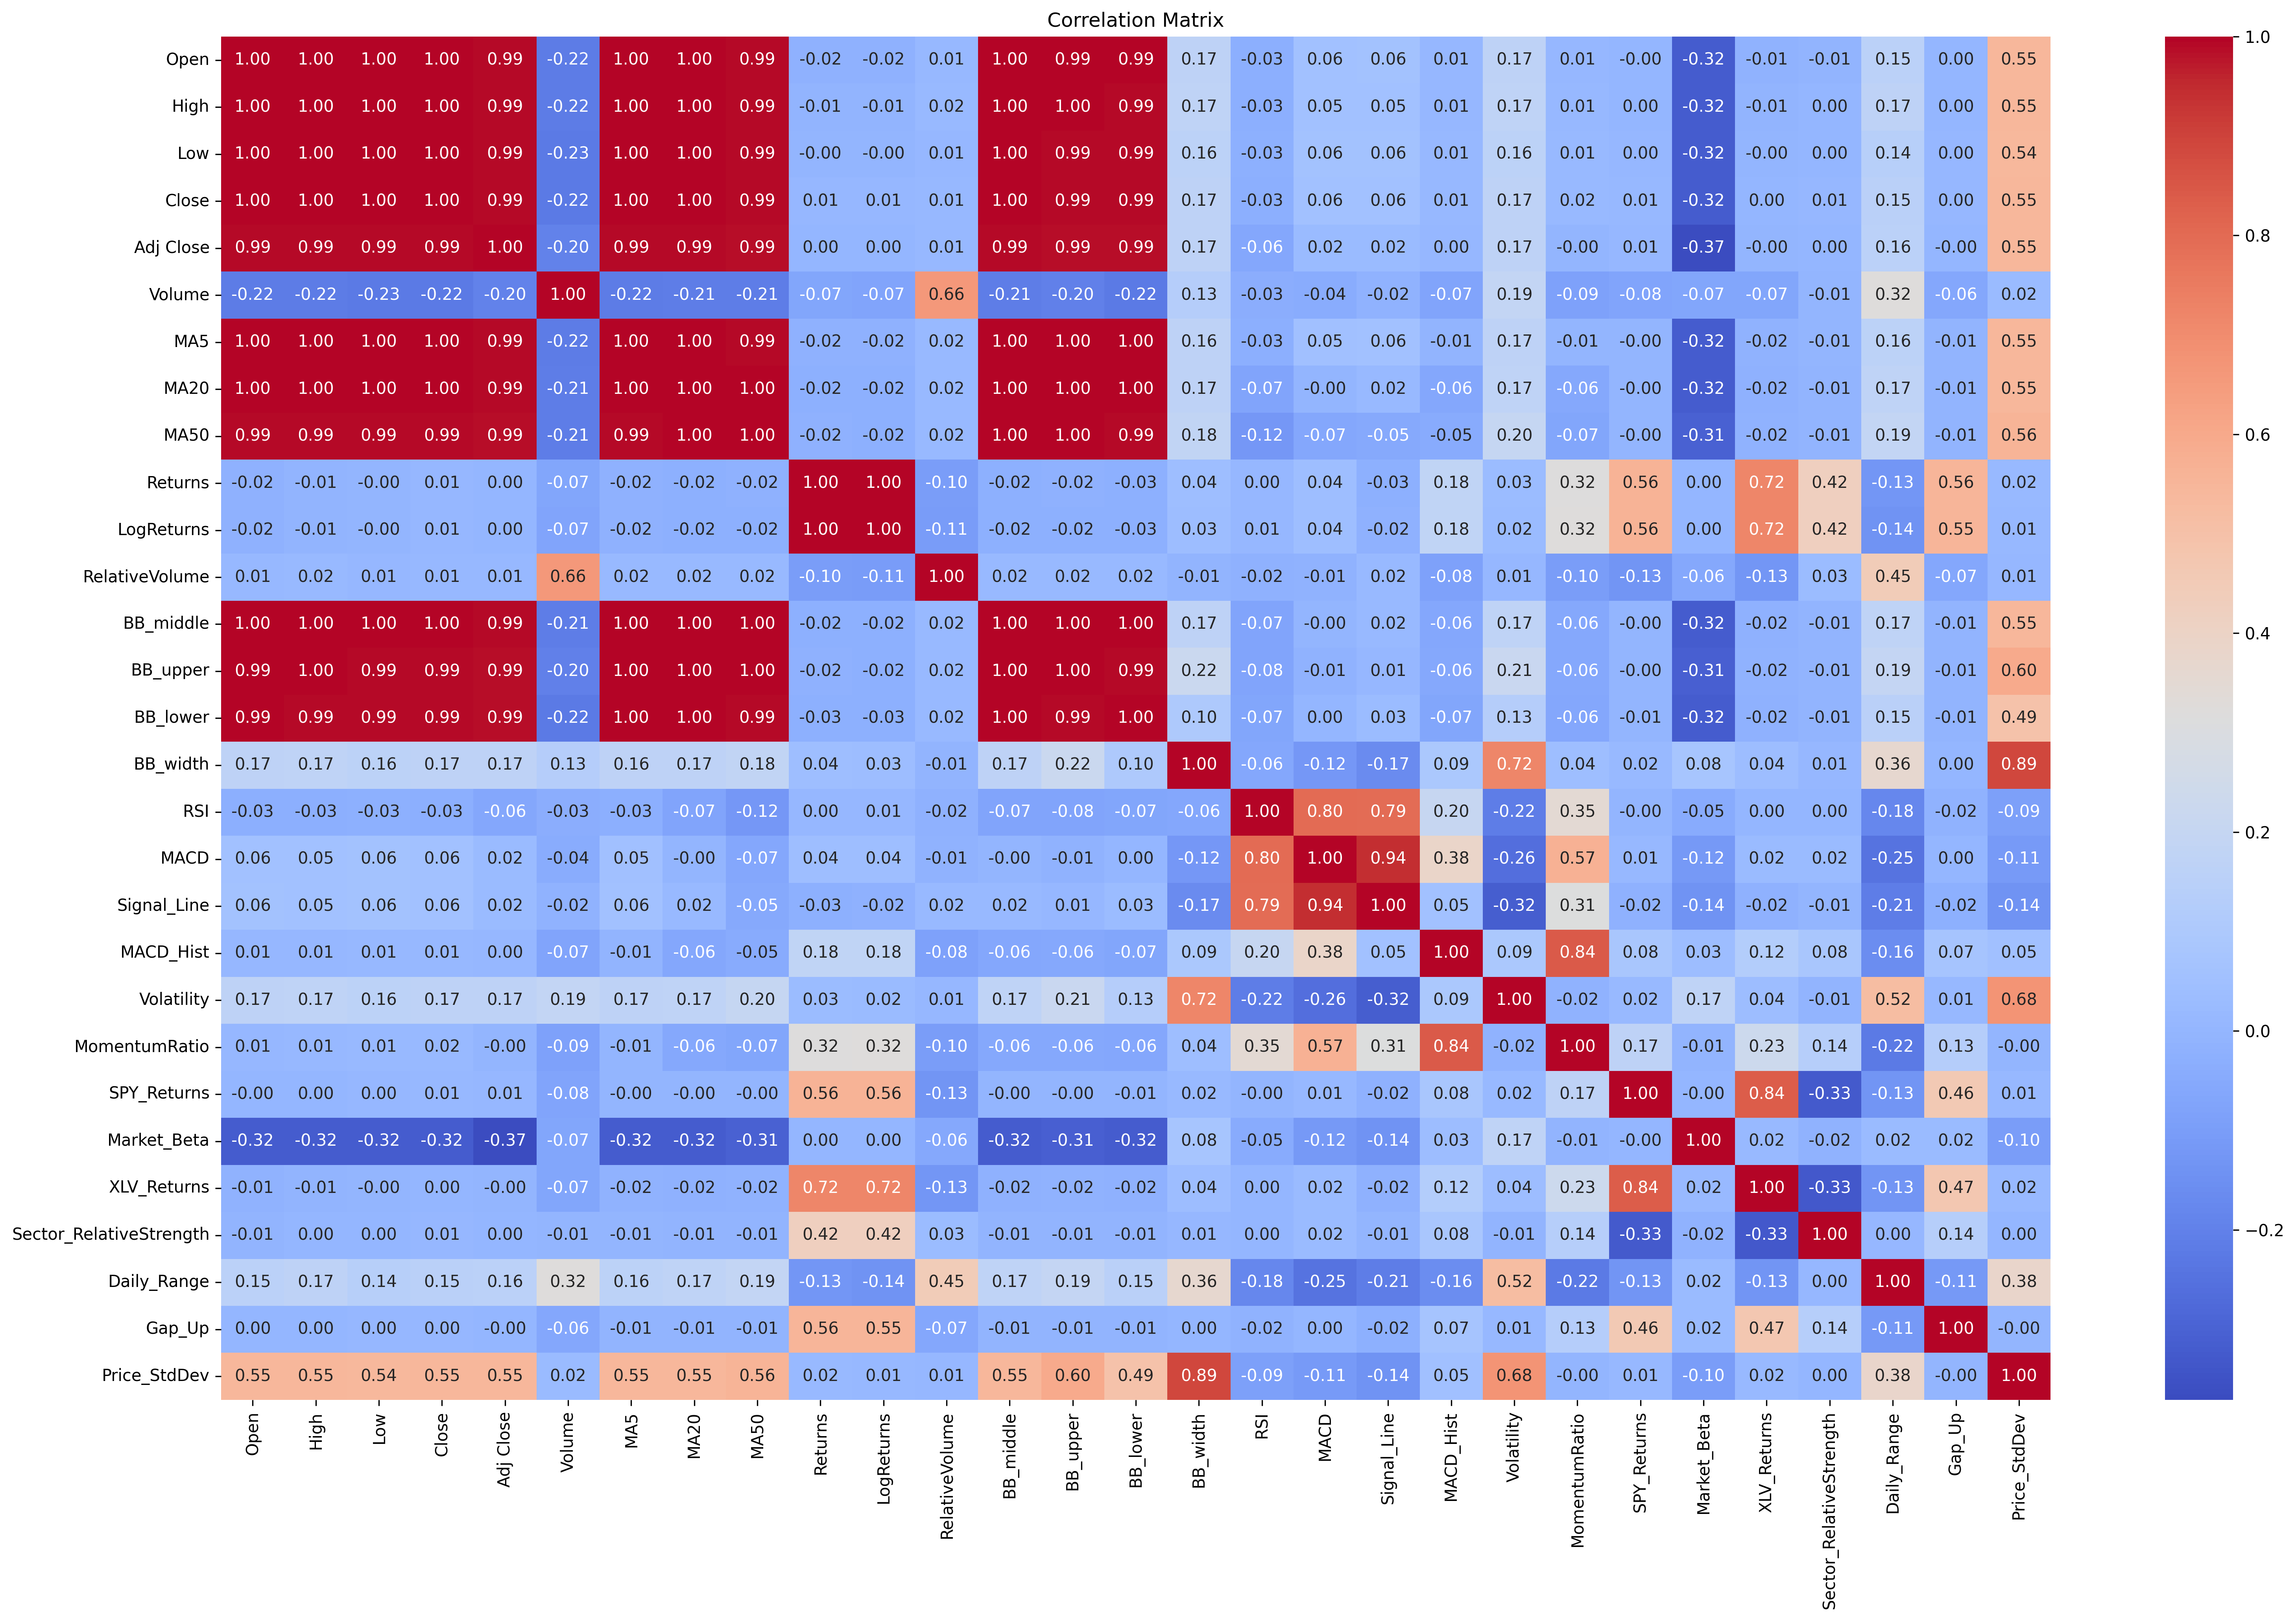 Correlation Matrix
Open 1.00 1.00 1.00 1.00 0.99 -0.22 1.00 1.00 0.99 -0.02 -0.02 0.01 1.00 0.99 0.99 0.17 -0.03 0.06 0.06 0.01 0.17 0.01 -0.00 -0.32 -0.01 -0.01 0.15 0.00 0.55
High 1.00 1.00 1.00 1.00 0.99 -0.22 1.00 1.00 0.99 -0.01 -0.01 0.02 1.00 1.00 0.99 0.17 -0.03 0.05 0.05 0.01 0.17 0.01 0.00 -0.32 -0.01 0.00 0.17 0.00 0.55
Low 1.00 1.00 1.00 1.00 0.99 -0.23 1.00 1.00 0.99 -0.00 -0.00 0.01 1.00 0.99 0.99 0.16 -0.03 0.06 0.06 0.01 0.16 0.01 0.00 -0.32 -0.00 0.00 0.14 0.00 0.54
Close 1.00 1.00 1.00 1.00 0.99 -0.22 1.00 1.00 0.99 0.01 0.01 0.01 1.00 0.99 0.99 0.17 -0.03 0.06 0.06 0.01 0.17 0.02 0.01 -0.32 0.00 0.01 0.15 0.00 0.55
Adj Close 0.99 0.99 0.99 0.99 1.00 -0.20 0.99 0.99 0.99 0.00 0.00 0.01 0.99 0.99 0.99 0.17 -0.06 0.02 0.02 0.00 0.17 -0.00 0.01 -0.37 -0.00 0.00 0.16 -0.00 0.55
Volume -0.22 -0.22 -0.23 -0.22 -0.20 1.00 -0.22 -0.21 -0.21 -0.07 -0.07 0.66 -0.21 -0.20 -0.22 0.13 -0.03 -0.04 -0.02 -0.07 0.19 -0.09 -0.08 -0.07 -0.07 -0.01 0.32 -0.06 0.02
MA5 1.00 1.00 1.00 1.00 0.99 -0.22 1.00 1.00 0.99 -0.02 -0.02 0.02 1.00 1.00 1.00 0.16 -0.03 0.05 0.06 -0.01 0.17 -0.01 -0.00 -0.32 -0.02 -0.01 0.16 -0.01 0.55
MA20 1.00 1.00 1.00 1.00 0.99 -0.21 1.00 1.00 1.00 -0.02 -0.02 0.02 1.00 1.00 1.00 0.17 -0.07 -0.00 0.02 -0.06 0.17 -0.06 -0.00 -0.32 -0.02 -0.01 0.17 -0.01 0.55
MA50 0.99 0.99 0.99 0.99 0.99 -0.21 0.99 1.00 1.00 -0.02 -0.02 0.02 1.00 1.00 0.99 0.18 -0.12 -0.07 -0.05 -0.05 0.20 -0.07 -0.00 -0.31 -0.02 -0.01 0.19 -0.01 0.56
Returns -0.02 -0.01 -0.00 0.01 0.00 -0.07 -0.02 -0.02 -0.02 1.00 1.00 -0.10 -0.02 -0.02 -0.03 0.04 0.00 0.04 -0.03 0.18 0.03 0.32 0.56 0.00 0.72 0.42 -0.13 0.56 0.02
LogReturns -0.02 -0.01 -0.00 0.01 0.00 -0.07 -0.02 -0.02 -0.02 1.00 1.00 -0.11 -0.02 -0.02 -0.03 0.03 0.01 0.04 -0.02 0.18 0.02 0.32 0.56 0.00 0.72 0.42 -0.14 0.55 0.01
RelativeVolume 0.01 0.02 0.01 0.01 0.01 0.66 0.02 0.02 0.02 -0.10 -0.11 1.00 0.02 0.02 0.02 -0.01 -0.02 -0.01 0.02 -0.08 0.01 -0.10 -0.13 -0.06 -0.13 0.03 0.45 -0.07 0.01
BB_middle 1.00 1.00 1.00 1.00 0.99 -0.21 1.00 1.00 1.00 -0.02 -0.02 0.02 1.00 1.00 1.00 0.17 -0.07 -0.00 0.02 -0.06 0.17 -0.06 -0.00 -0.32 -0.02 -0.01 0.17 -0.01 0.55
BB_upper 0.99 1.00 0.99 0.99 0.99 -0.20 1.00 1.00 1.00 -0.02 -0.02 0.02 1.00 1.00 0.99 0.22 -0.08 -0.01 0.01 -0.06 0.21 -0.06 -0.00 -0.31 -0.02 -0.01 0.19 -0.01 0.60
BB_lower 0.99 0.99 0.99 0.99 0.99 -0.22 1.00 1.00 0.99 -0.03 -0.03 0.02 1.00 0.99 1.00 0.10 -0.07 0.00 0.03 -0.07 0.13 -0.06 -0.01 -0.32 -0.02 -0.01 0.15 -0.01 0.49
BB_width 0.17 0.17 0.16 0.17 0.17 0.13 0.16 0.17 0.18 0.04 0.03 -0.01 0.17 0.22 0.10 1.00 -0.06 -0.12 -0.17 0.09 0.72 0.04 0.02 0.08 0.04 0.01 0.36 0.00 0.89
RSI -0.03 -0.03 -0.03 -0.03 -0.06 -0.03 -0.03 -0.07 -0.12 0.00 0.01 -0.02 -0.07 -0.08 -0.07 -0.06 1.00 0.80 0.79 0.20 -0.22 0.35 -0.00 -0.05 0.00 0.00 -0.18 -0.02 -0.09
MACD 0.06 0.05 0.06 0.06 0.02 -0.04 0.05 -0.00 -0.07 0.04 0.04 -0.01 -0.00 -0.01 0.00 -0.12 0.80 1.00 0.94 0.38 -0.26 0.57 0.01 -0.12 0.02 0.02 -0.25 0.00 -0.11
Signal_Line 0.06 0.05 0.06 0.06 0.02 -0.02 0.06 0.02 -0.05 -0.03 -0.02 0.02 0.02 0.01 0.03 -0.17 0.79 0.94 1.00 0.05 -0.32 0.31 -0.02 -0.14 -0.02 -0.01 -0.21 -0.02 -0.14
MACD_Hist 0.01 0.01 0.01 0.01 0.00 -0.07 -0.01 -0.06 -0.05 0.18 0.18 -0.08 -0.06 -0.06 -0.07 0.09 0.20 0.38 0.05 1.00 0.09 0.84 0.08 0.03 0.12 0.08 -0.16 0.07 0.05
Volatility 0.17 0.17 0.16 0.17 0.17 0.19 0.17 0.17 0.20 0.03 0.02 0.01 0.17 0.21 0.13 0.72 -0.22 -0.26 -0.32 0.09 1.00 -0.02 0.02 0.17 0.04 -0.01 0.52 0.01 0.68
MomentumRatio 0.01 0.01 0.01 0.02 -0.00 -0.09 -0.01 -0.06 -0.07 0.32 0.32 -0.10 -0.06 -0.06 -0.06 0.04 0.35 0.57 0.31 0.84 -0.02 1.00 0.17 -0.01 0.23 0.14 -0.22 0.13 -0.00
SPY_Returns -0.00 0.00 0.00 0.01 0.01 -0.08 -0.00 -0.00 -0.00 0.56 0.56 -0.13 -0.00 -0.00 -0.01 0.02 -0.00 0.01 -0.02 0.08 0.02 0.17 1.00 -0.00 0.84 -0.33 -0.13 0.46 0.01
Market_Beta -0.32 -0.32 -0.32 -0.32 -0.37 -0.07 -0.32 -0.32 -0.31 0.00 0.00 -0.06 -0.32 -0.31 -0.32 0.08 -0.05 -0.12 -0.14 0.03 0.17 -0.01 -0.00 1.00 0.02 -0.02 0.02 0.02 -0.10
XLV_Returns -0.01 -0.01 -0.00 0.00 -0.00 -0.07 -0.02 -0.02 -0.02 0.72 0.72 -0.13 -0.02 -0.02 -0.02 0.04 0.00 0.02 -0.02 0.12 0.04 0.23 0.84 0.02 1.00 -0.33 -0.13 0.47 0.02
Sector_RelativeStrength -0.01 0.00 0.00 0.01 0.00 -0.01 -0.01 -0.01 -0.01 0.42 0.42 0.03 -0.01 -0.01 -0.01 0.01 0.00 0.02 -0.01 0.08 -0.01 0.14 -0.33 -0.02 -0.33 1.00 0.00 0.14 0.00
Daily_Range 0.15 0.17 0.14 0.15 0.16 0.32 0.16 0.17 0.19 -0.13 -0.14 0.45 0.17 0.19 0.15 0.36 -0.18 -0.25 -0.21 -0.16 0.52 -0.22 -0.13 0.02 -0.13 0.00 1.00 -0.11 0.38
Gap_Up 0.00 0.00 0.00 0.00 -0.00 -0.06 -0.01 -0.01 -0.01 0.56 0.55 -0.07 -0.01 -0.01 -0.01 0.00 -0.02 0.00 -0.02 0.07 0.01 0.13 0.46 0.02 0.47 0.14 -0.11 1.00 -0.00
Price_StdDev 0.55 0.55 0.54 0.55 0.55 0.02 0.55 0.55 0.56 0.02 0.01 0.01 0.55 0.60 0.49 0.89 -0.09 -0.11 -0.14 0.05 0.68 -0.00 0.01 -0.10 0.02 0.00 0.38 -0.00 1.00
Open High Low Close Adj Close Volume MA5 MA20 MA50 Returns LogReturns RelativeVolume BB_middle BB_upper BB_lower BB_width RSI MACD Signal_Line MACD_Hist Volatility MomentumRatio SPY_Returns Market_Beta XLV_Returns Sector_RelativeStrength Daily_Range Gap_Up Price_StdDev
1.0
0.8
0.6
0.4
0.2
0.0
−0.2